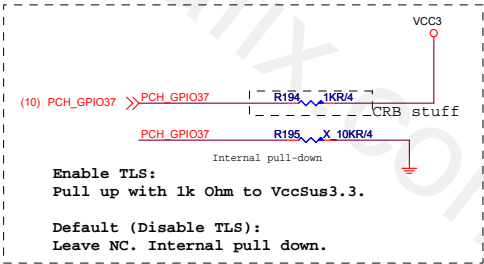 VCC3
(10) PCH_GPIO37
PCH_GPIO37
R194
1KR/4
CRB stuff
PCH_GPIO37
R195
X_10KR/4
Internal pull-down
Enable TLS:
Pull up with 1k Ohm to VccSus3.3.
Default (Disable TLS):
Leave NC. Internal pull down.